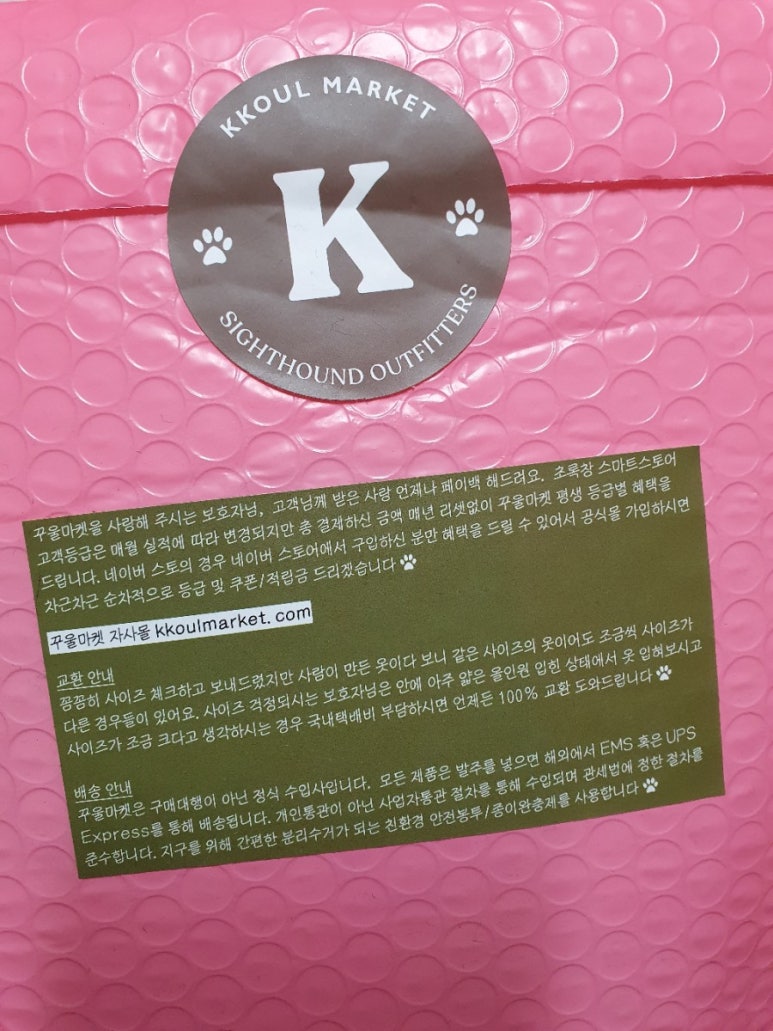 KKOUL MARKET
K
SIGHTHOUND OUTFITTERS
꾸울마켓을 사랑해 주시는 보호자님, 고객님께 받은 사랑 언제나 페이백 해드려요. 초록창 스마트스토어
고객등급은 매월 실적에 따라 변경되지만 총 결제하신 금액 매년 리셋없이 꾸울마켓 평생 등급별 혜택을
드립니다. 네이버 스토의 경우 네이버 스토어에서 구입하신 분만 혜택을 드릴 수 있어서 공식몰 가입하시면
차근차근 순차적으로 등급 및 쿠폰/적립금 드리겠습니다
꾸울마켓 자사몰 kkoulmarket.com
교환 안내
꼼꼼히 사이즈 체크하고 보내드렸지만 사람이 만든 옷이다 보니 같은 사이즈의 옷이어도 조금씩 사이즈가
다른 경우들이 있어요. 사이즈 걱정되시는 보호자님은 안에 아주 얇은 올인원 입힌 상태에서 옷 입혀보시고
사이즈가 조금 크다고 생각하시는 경우 국내택배비 부담하시면 언제든 100% 교환 도와드립니다
배송 안내
꾸울마켓은 구매대행이 아닌 정식 수입사입니다. 모든 제품은 발주를 넣으면 해외에서 EMS 혹은 UPS
Express를 통해 배송됩니다. 개인통관이 아닌 사업자통관 절차를 통해 수입되며 관세법에 정한 절차를
준수합니다. 지구를 위해 간편한 분리수거가 되는 친환경 안전봉투/종이완충제를 사용합니다